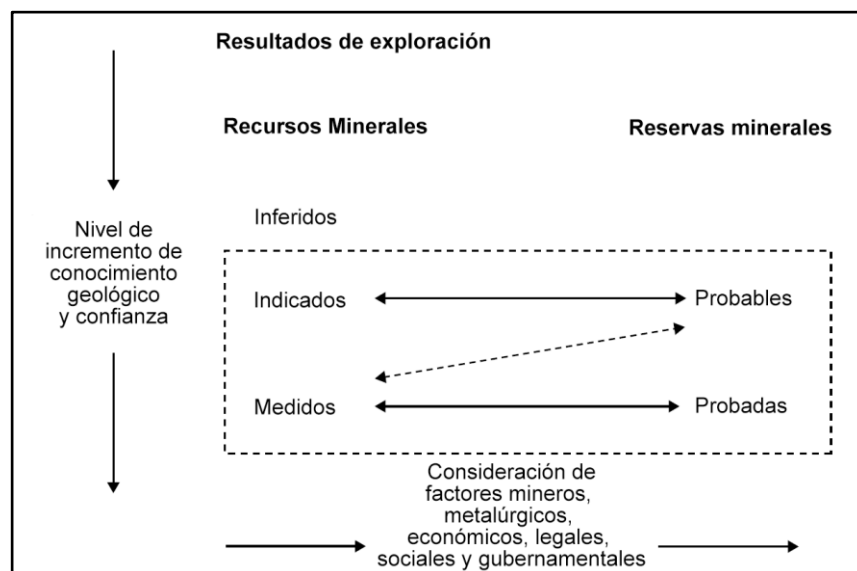 Resultados de exploración
Recursos Minerales
Reservas minerales
Inferidos
Nivel de
incremento de
conocimiento
geológico
y confianza
Indicados
Probables
Medidos
Probadas
Consideración de
factores mineros,
metalúrgicos,
económicos, legales,
sociales y gubernamentales